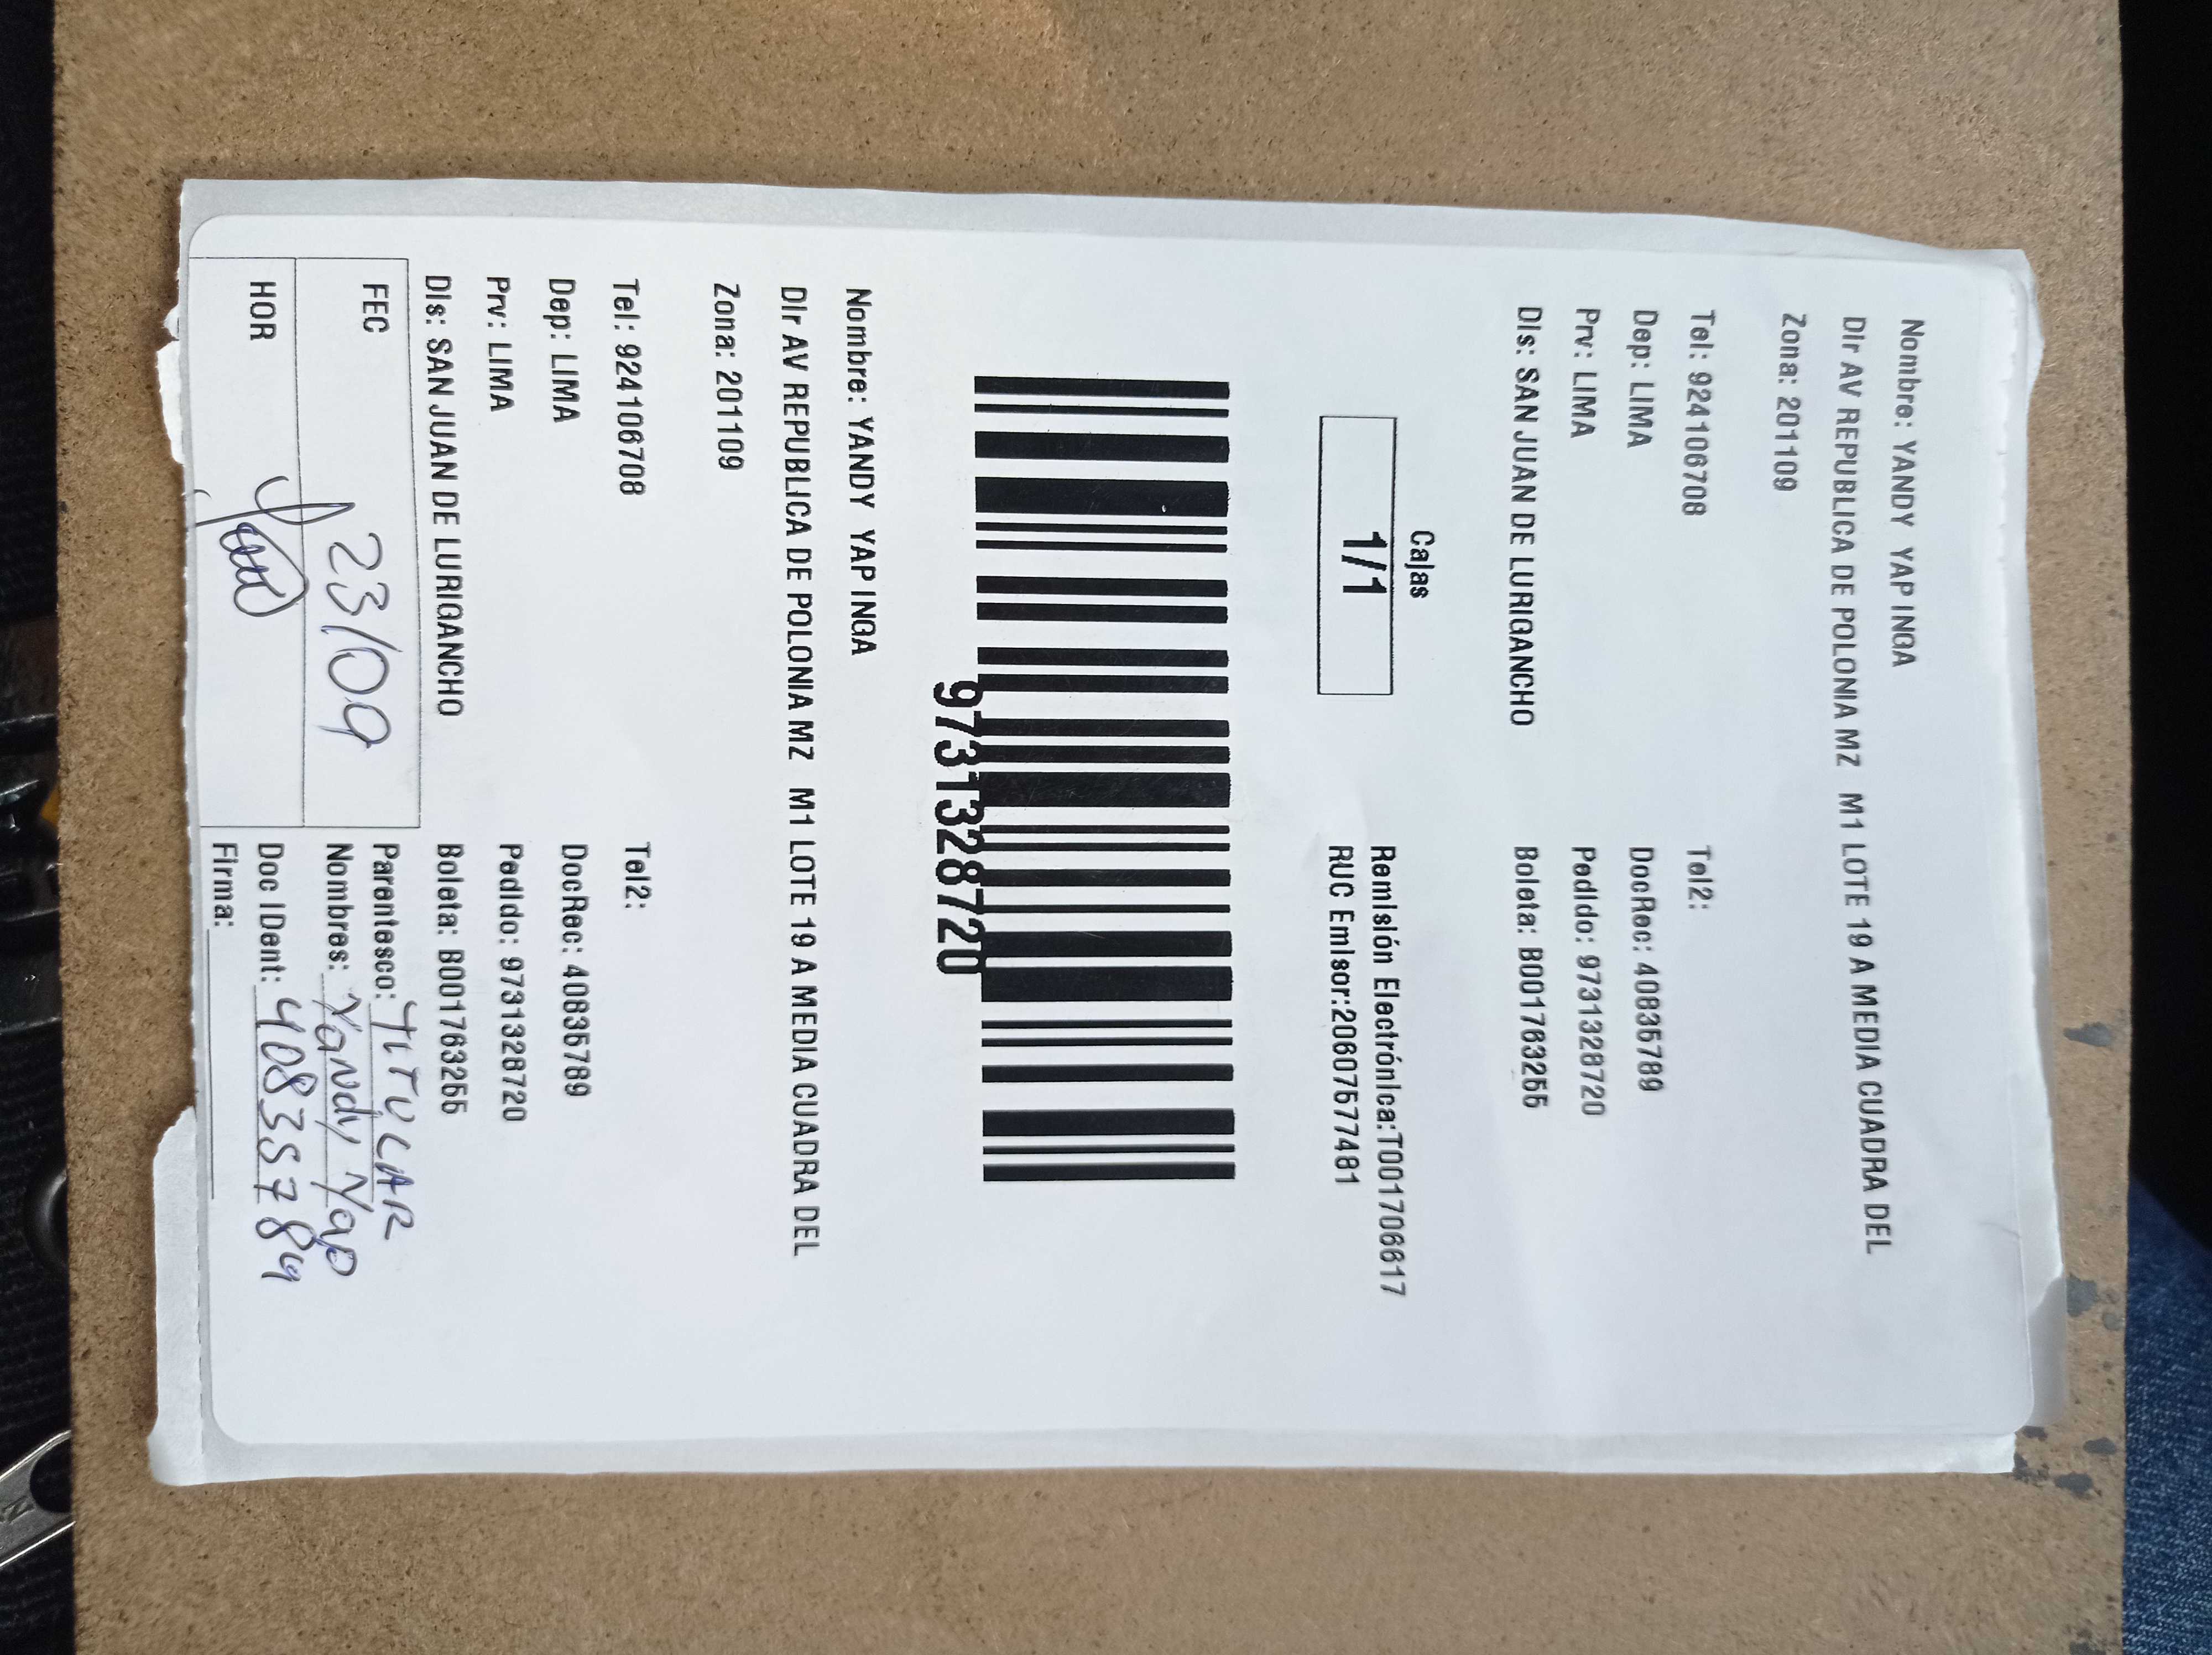 Nombre: YANDY YAP INGA
Dir AV REPUBLICA DE POLONIA MZ M1 LOTE 19 A MEDIA CUADRA DEL
Zona: 201109
Tel: 924106708 Tel2:
Dep: LIMA DocRec: 40835789
Prv: LIMA Pedido: 9731328720
Dis: SAN JUAN DE LURIGANCHO Boleta: B001763255
Cajas
1/1
Remisión Electrónica:T001706617
RUC Emisor:20607577481
9731328720
Nombre: YANDY YAP INGA
Dir AV REPUBLICA DE POLONIA MZ M1 LOTE 19 A MEDIA CUADRA DEL
Zona: 201109
Tel: 924106708 Tel2:
Dep: LIMA DocRec: 40835789
Prv: LIMA Pedido: 9731328720
Dis: SAN JUAN DE LURIGANCHO Boleta: B001763255
Parentesco: TITULAR
FEC 23/09 Nombres: Yandy Yap
HOR Doc IDent: 40835789
Firma: